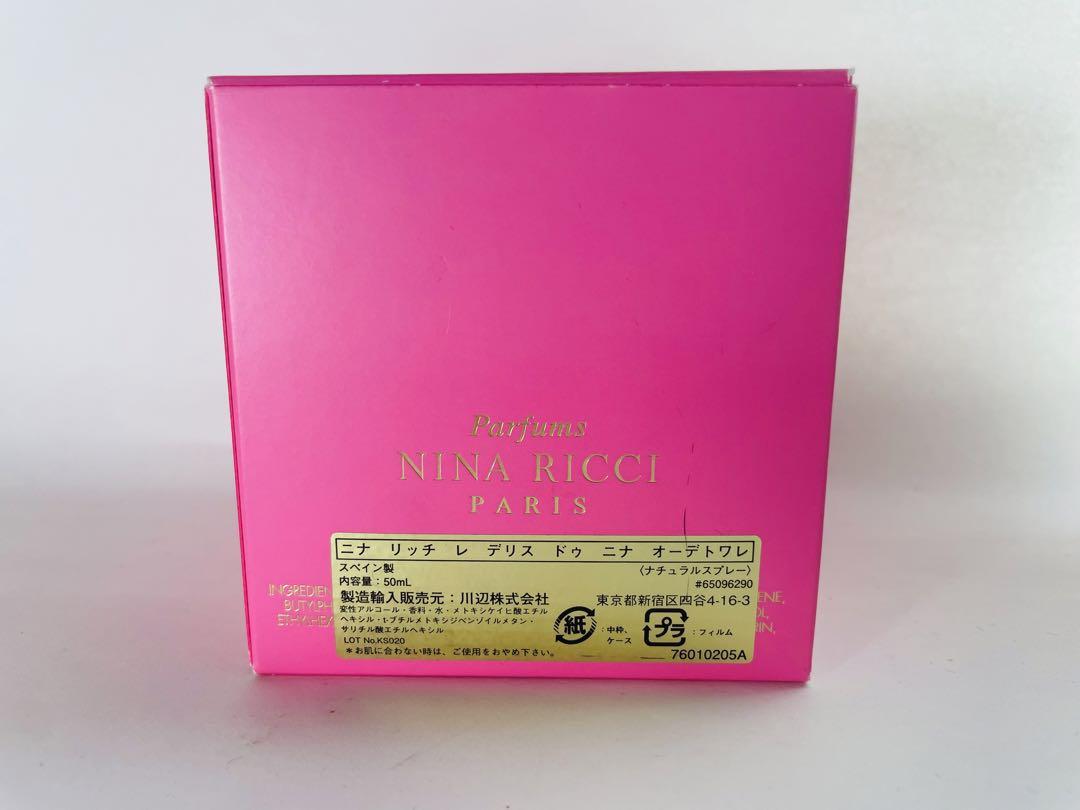 Parfums
NINA RICCI
PARIS
ニナ リッチ レ デリス ドゥ ニナ オーデトワレ
スペイン製 〈ナチュラルスプレー〉
内容量:50mL #65096290
製造輸入販売元:川辺株式会社 東京都新宿区四谷4-16-3
変性アルコール・香料・水・メトキシケイヒ酸エチル
ヘキシル・t-ブチルメトキシジベンゾイルメタン・
サリチル酸エチルヘキシル
紙 :中枠、ケース プラ :フィルム
LOT No.KS020
*お肌に合わない時は、ご使用をおやめ下さい。 76010205A